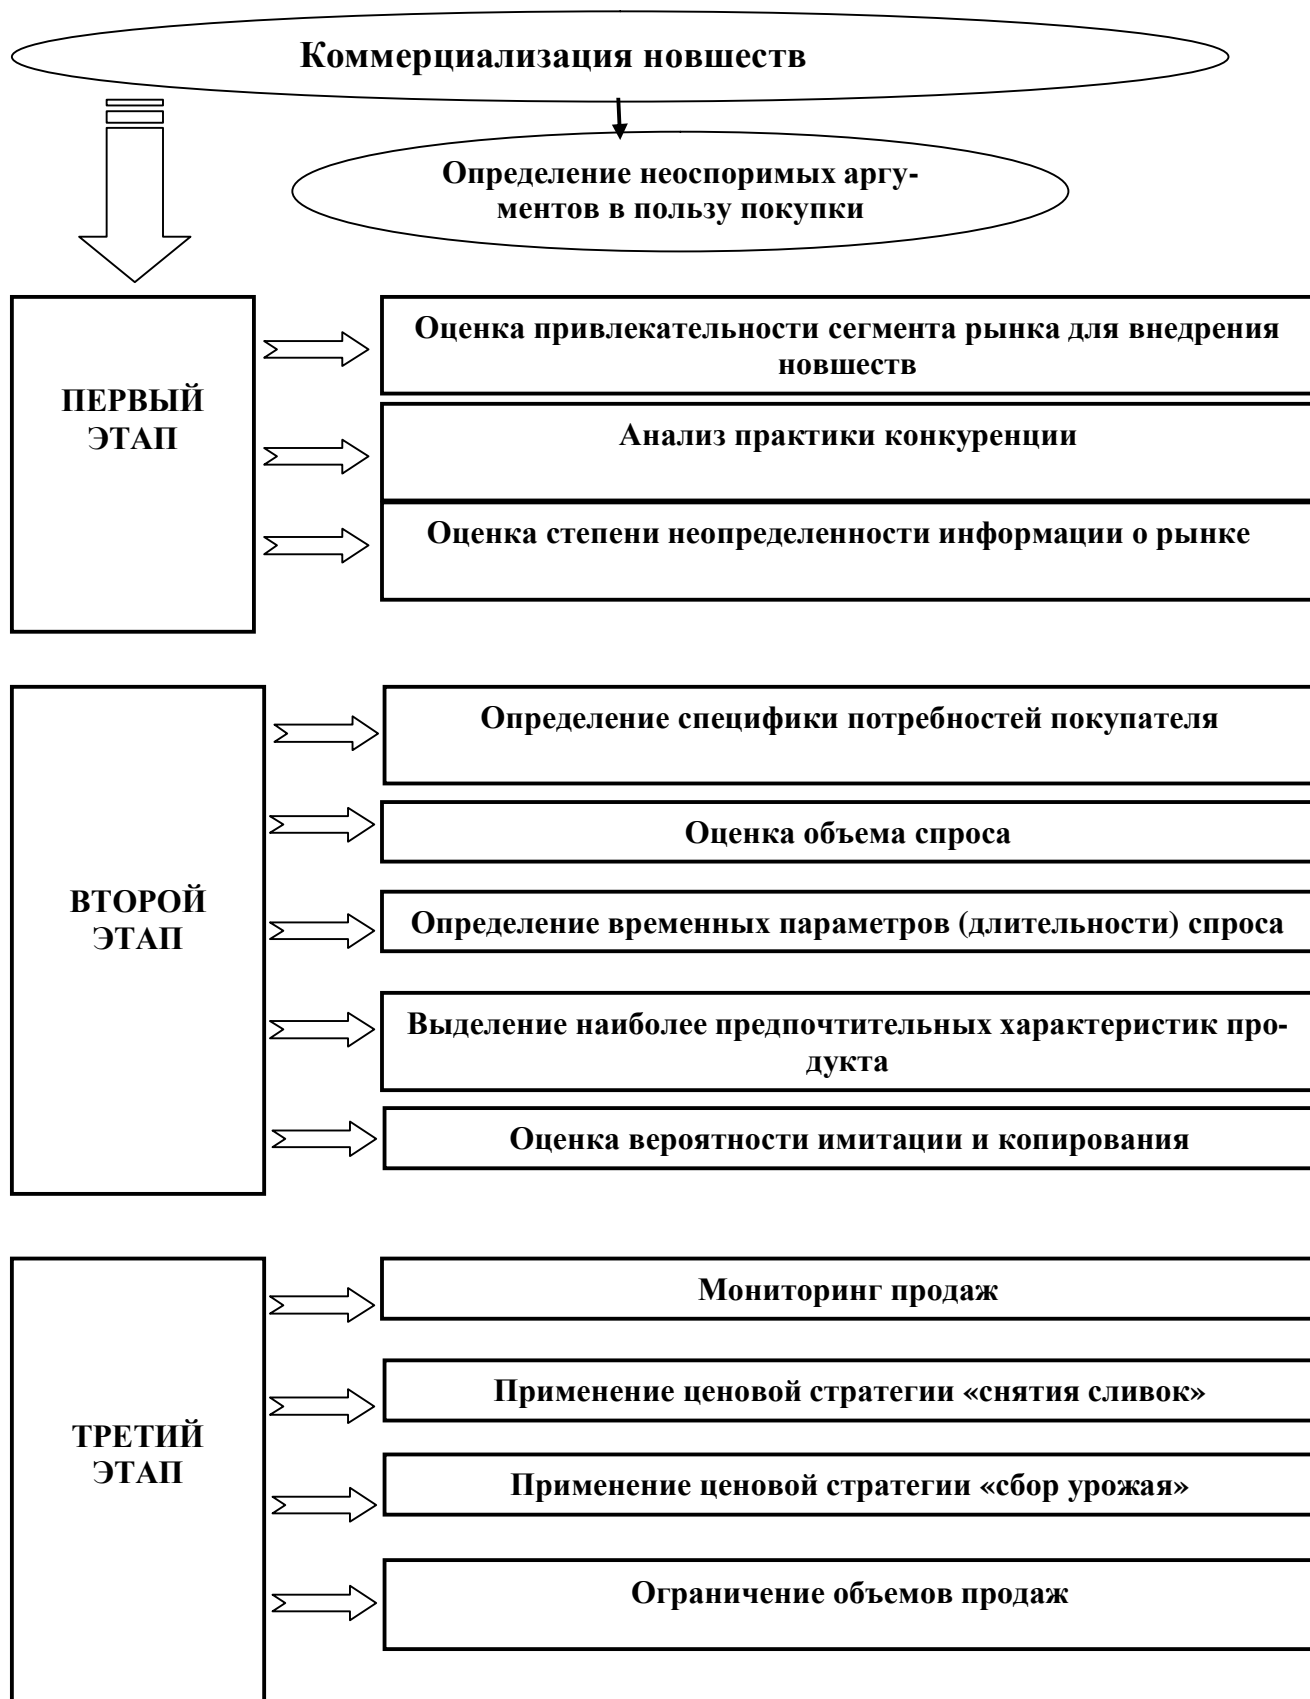 Коммерциализация новшеств
Определение неоспоримых аргу-
ментов в пользу покупки
ПЕРВЫЙ
ЭТАП
Оценка привлекательности сегмента рынка для внедрения
новшеств
Анализ практики конкуренции
Оценка степени неопределенности информации о рынке
ВТОРОЙ
ЭТАП
Определение специфики потребностей покупателя
Оценка объема спроса
Определение временных параметров (длительности) спроса
Выделение наиболее предпочтительных характеристик про-
дукта
Оценка вероятности имитации и копирования
ТРЕТИЙ
ЭТАП
Мониторинг продаж
Применение ценовой стратегии «снятия сливок»
Применение ценовой стратегии «сбор урожая»
Ограничение объемов продаж